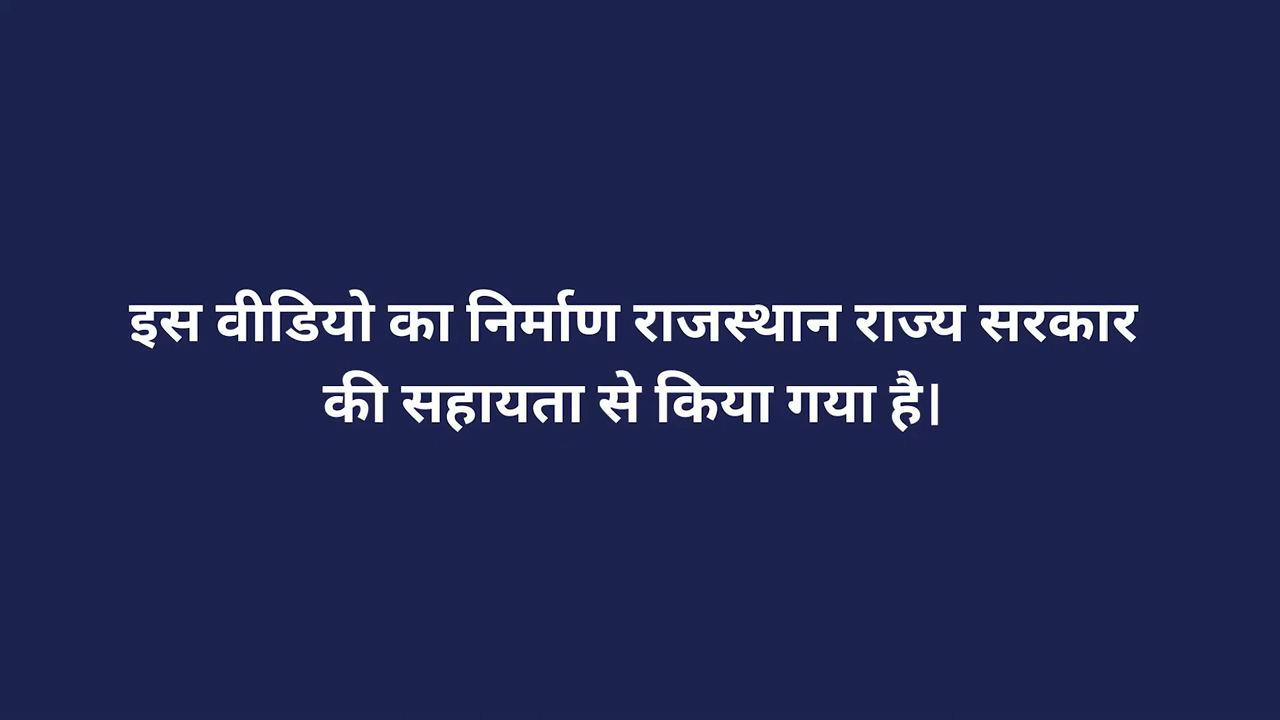 इस वीडियो का निर्माण राजस्थान राज्य सरकार
की सहायता से किया गया है।